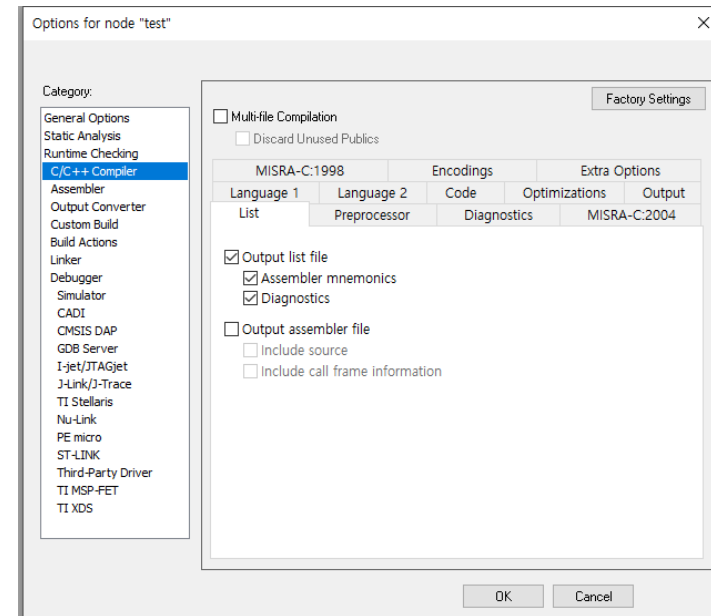 Options for node "test"
Category:
General Options
Static Analysis
Runtime Checking
C/C++ Compiler
Assembler
Output Converter
Custom Build
Build Actions
Linker
Debugger
Simulator
CADI
CMSIS DAP
GDB Server
I-jet/JTAGjet
J-Link/J-Trace
TI Stellaris
Nu-Link
PE micro
ST-LINK
Third-Party Driver
TI MSP-FET
TI XDS
Factory Settings
Multi-file Compilation
Discard Unused Publics
MISRA-C:1998 Encodings Extra Options
Language 1 Language 2 Code Optimizations Output
List Preprocessor Diagnostics MISRA-C:2004
Output list file
Assembler mnemonics
Diagnostics
Output assembler file
Include source
Include call frame information
OK Cancel